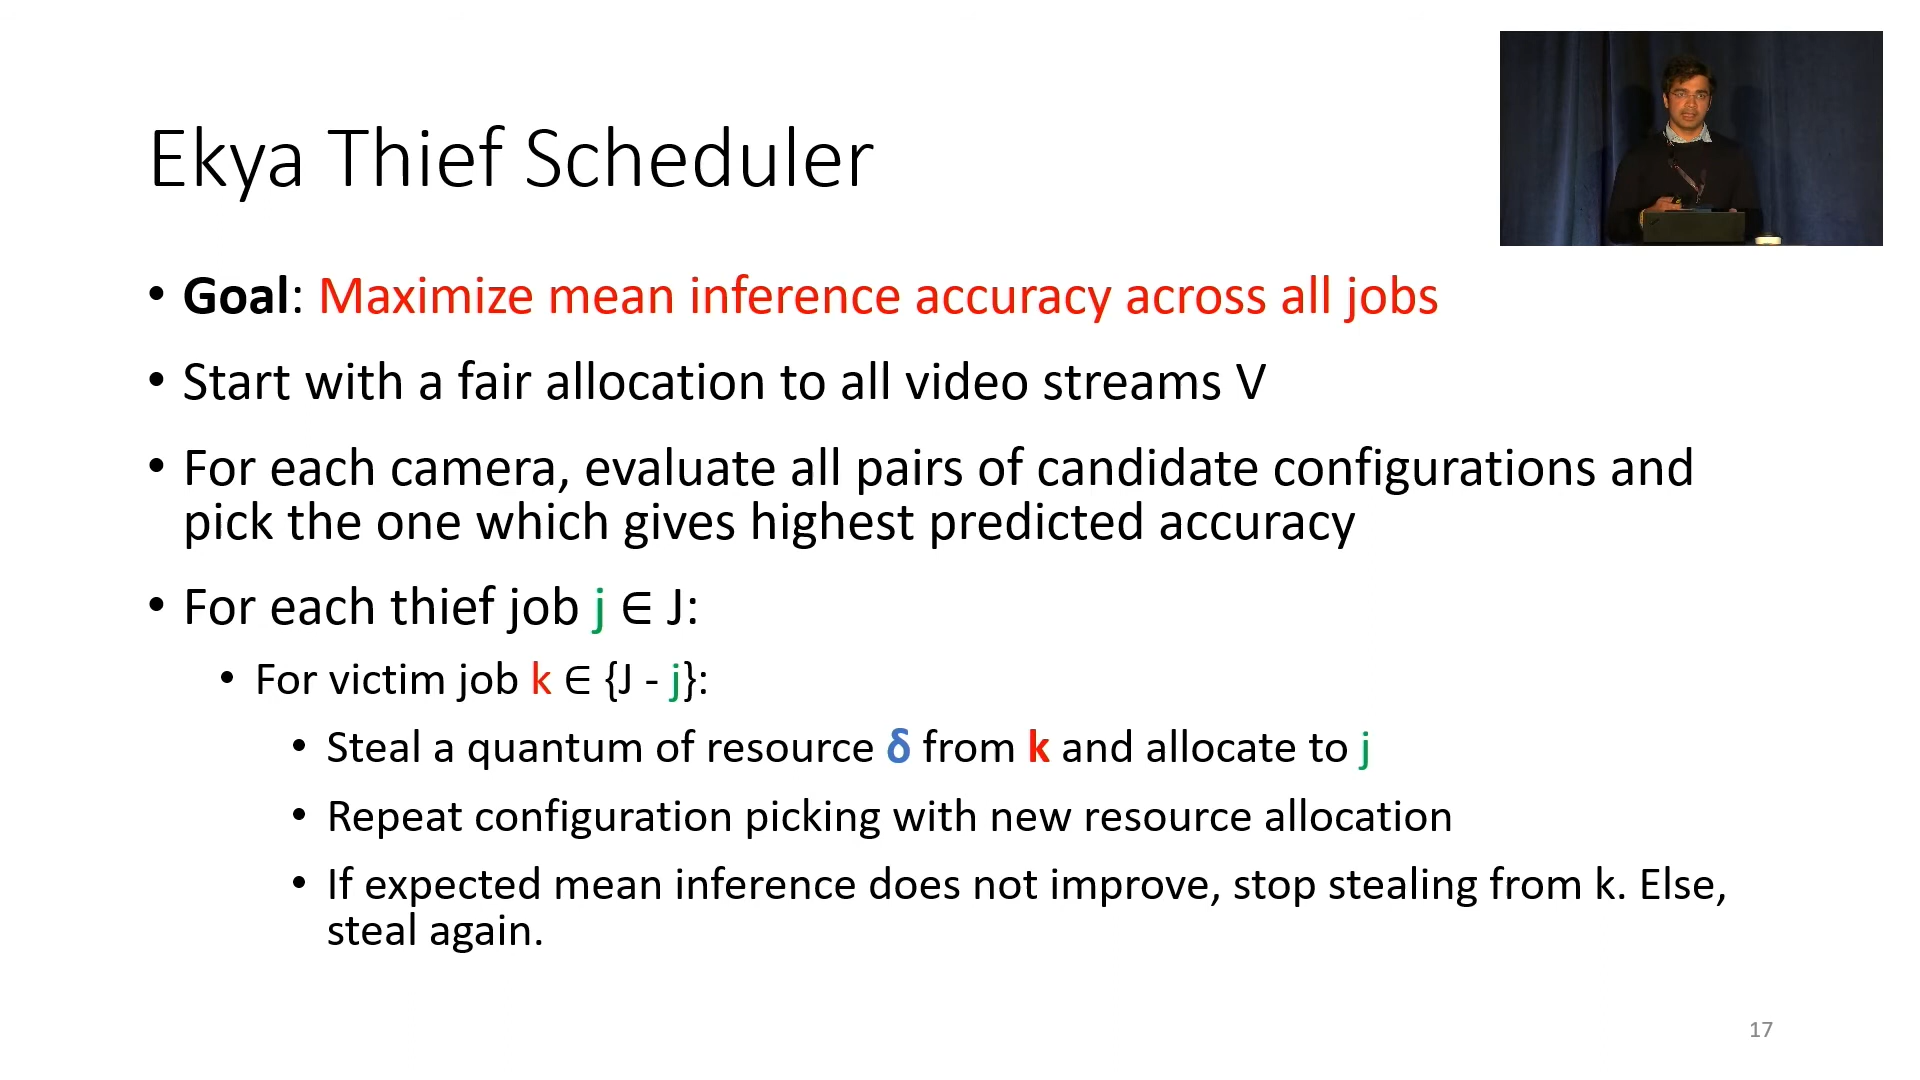 Ekya Thief Scheduler
• Goal: Maximize mean inference accuracy across all jobs
• Start with a fair allocation to all video streams V
• For each camera, evaluate all pairs of candidate configurations and
pick the one which gives highest predicted accuracy
• For each thief job j ∈ J:
• For victim job k ∈ {J - j}:
• Steal a quantum of resource δ from k and allocate to j
• Repeat configuration picking with new resource allocation
• If expected mean inference does not improve, stop stealing from k. Else,
steal again.
17